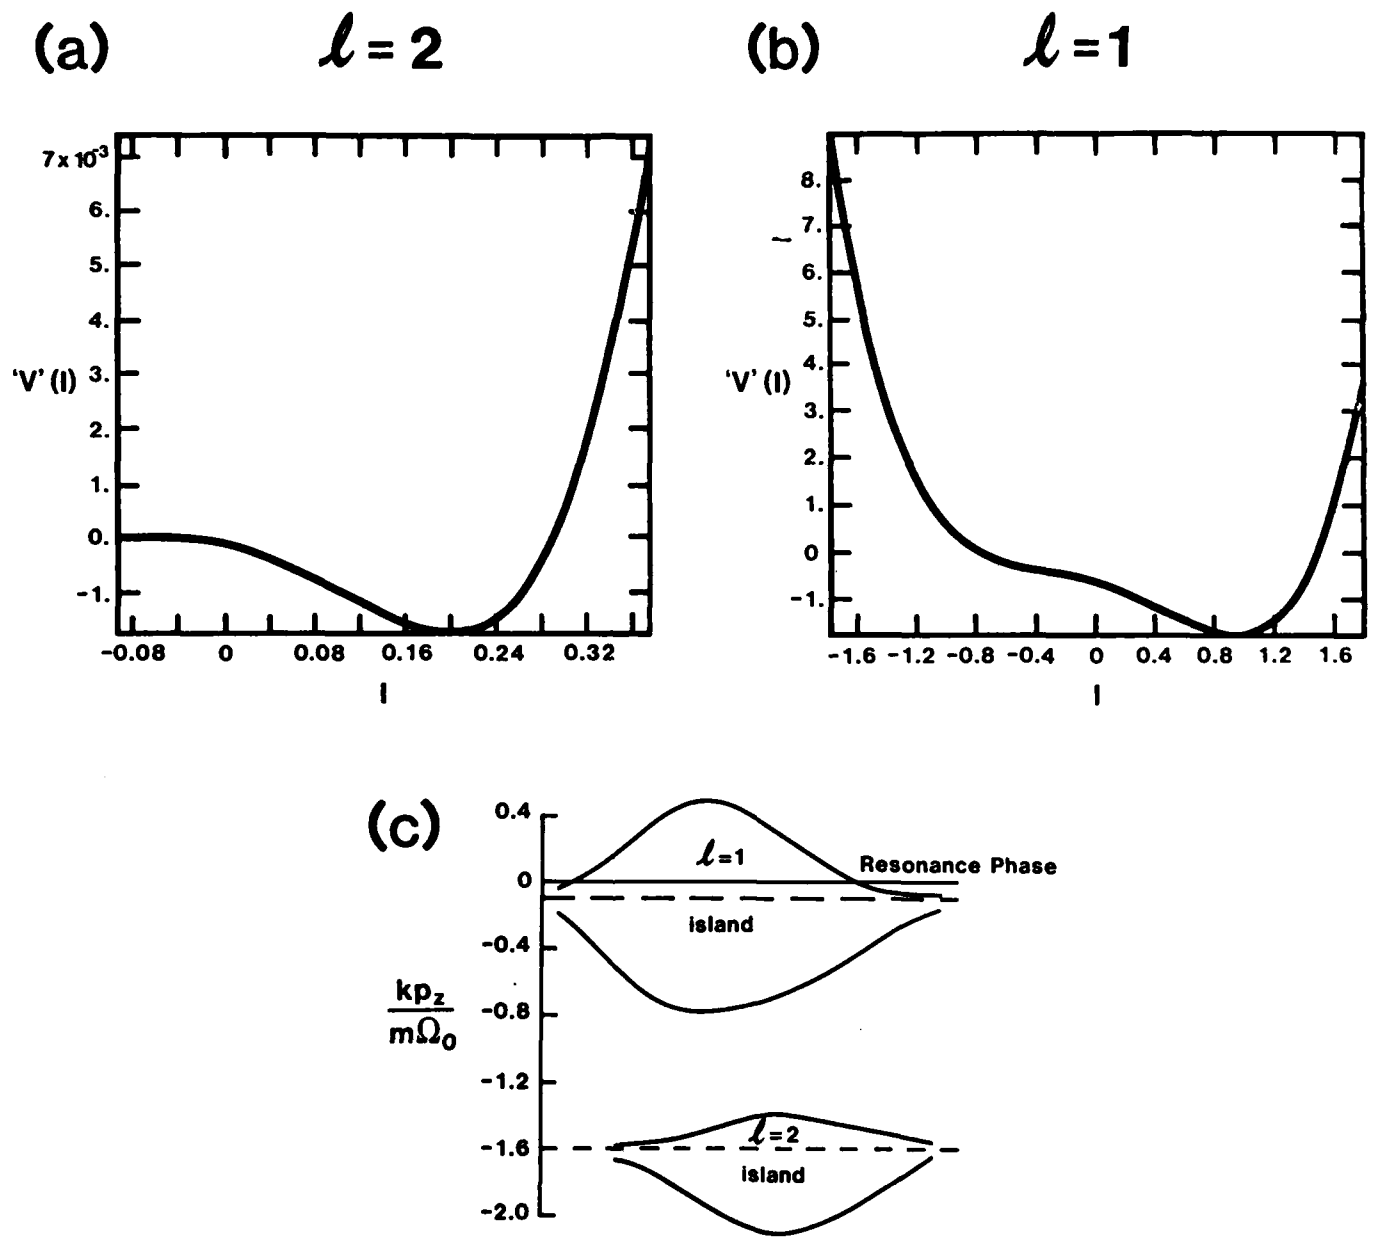 (a) ℓ = 2
7 x 10⁻³
6.
5.
4.
'V' (I) 3.
2.
1.
0.
-1.
-0.08 0 0.08 0.16 0.24 0.32
I
(b) ℓ = 1
8.
7.
6.
5.
4.
'V' (I)
3.
2.
1.
0
-1.
-1.6 -1.2 -0.8 -0.4 0 0.4 0.8 1.2 1.6
I
(c)
0.4
ℓ=1
Resonance Phase
0
island
-0.4
kp_z
-0.8
mΩ₀
-1.2
ℓ=2
-1.6
island
-2.0